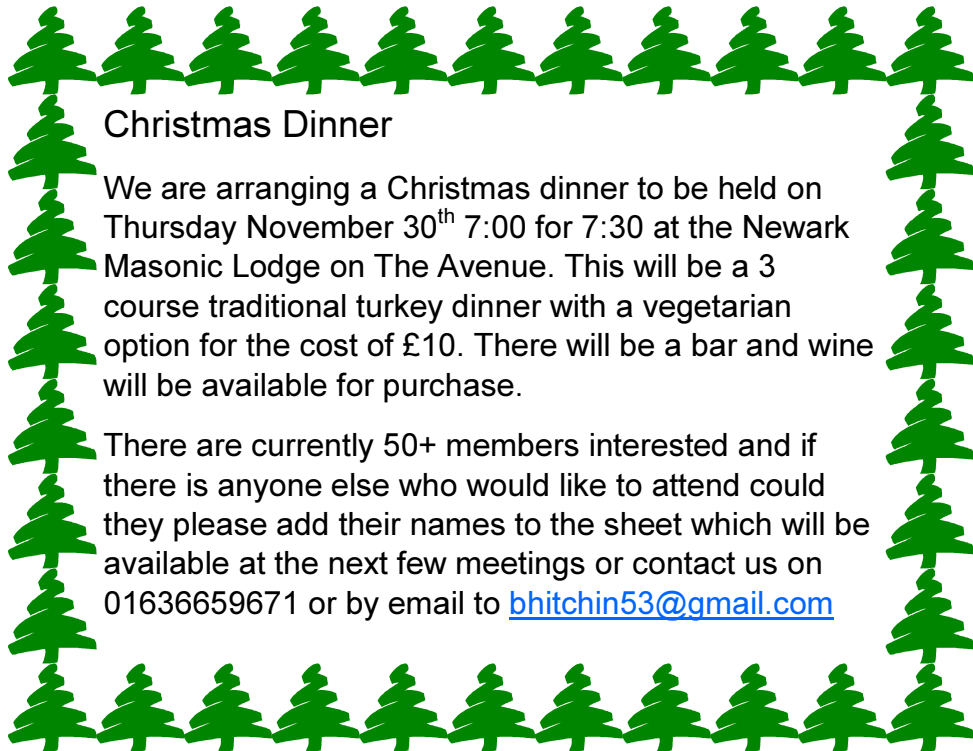 Christmas Dinner
We are arranging a Christmas dinner to be held on
Thursday November 30th 7:00 for 7:30 at the Newark
Masonic Lodge on The Avenue. This will be a 3
course traditional turkey dinner with a vegetarian
option for the cost of £10. There will be a bar and wine
will be available for purchase.
There are currently 50+ members interested and if
there is anyone else who would like to attend could
they please add their names to the sheet which will be
available at the next few meetings or contact us on
01636659671 or by email to bhitchin53@gmail.com